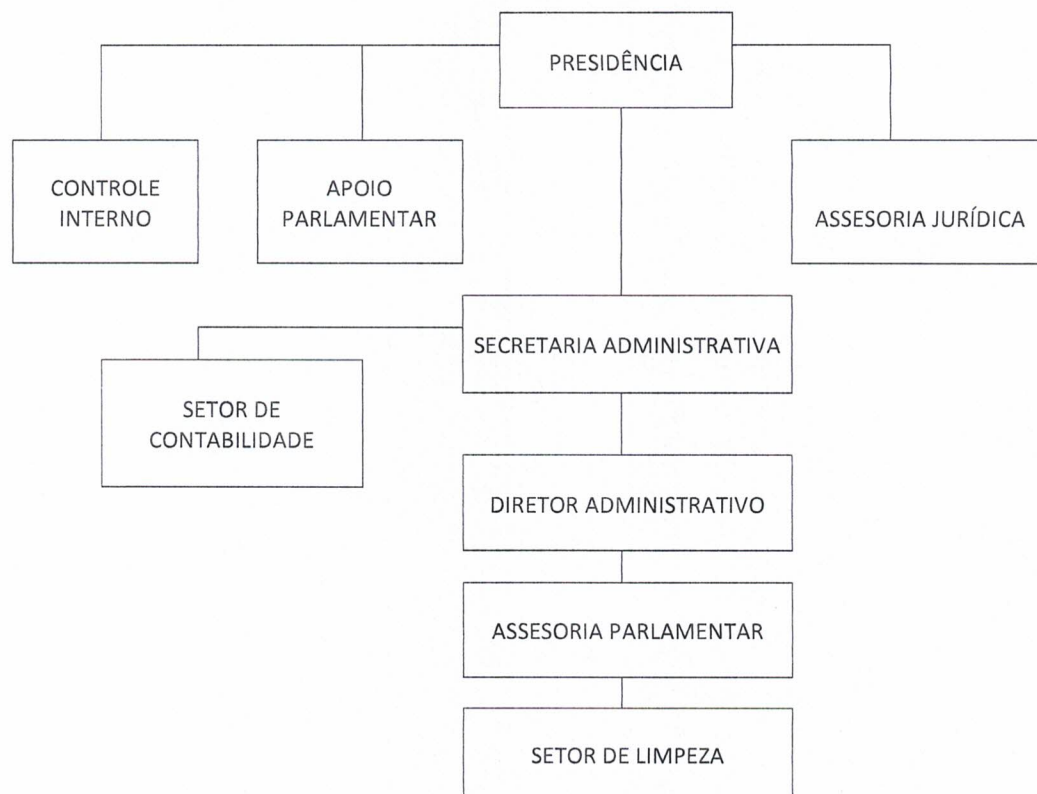 PRESIDÊNCIA
CONTROLE
INTERNO
APOIO
PARLAMENTAR
ASSESORIA JURÍDICA
SECRETARIA ADMINISTRATIVA
SETOR DE
CONTABILIDADE
DIRETOR ADMINISTRATIVO
ASSESORIA PARLAMENTAR
SETOR DE LIMPEZA